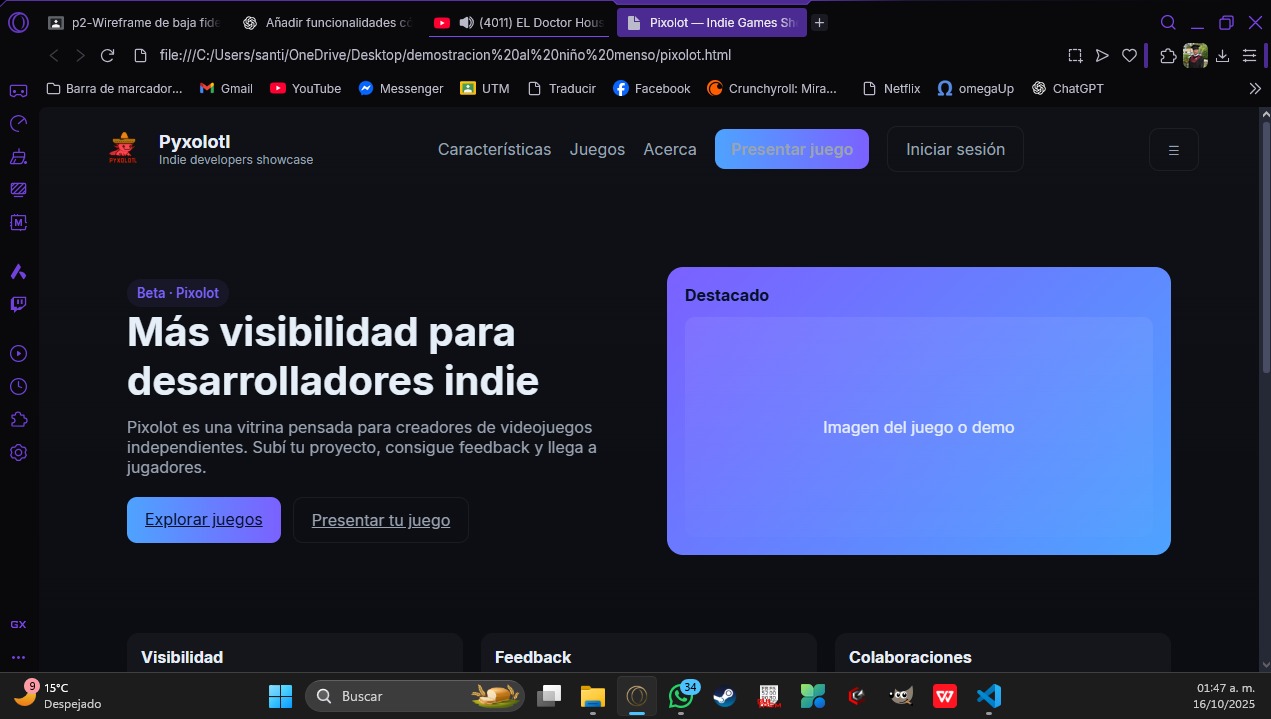 p2-Wireframe de baja fide
Añadir funcionalidades có
(4011) EL Doctor Hous
Pixolot — Indie Games Sh
file:///C:/Users/santi/OneDrive/Desktop/demostracion%20al%20niño%20menso/pixolot.html
Barra de marcador...
Gmail
YouTube
Messenger
UTM
Traducir
Facebook
Crunchyroll: Mira...
Netflix
omegaUp
ChatGPT
PYXOLOTL
Pyxolotl
Indie developers showcase
Características
Juegos
Acerca
Presentar juego
Iniciar sesión
Beta · Pixolot
Más visibilidad para
desarrolladores indie
Pixolot es una vitrina pensada para creadores de videojuegos
independientes. Subí tu proyecto, consigue feedback y llega a
jugadores.
Explorar juegos
Presentar tu juego
Destacado
Imagen del juego o demo
Visibilidad
Feedback
Colaboraciones
M
GX
9
15°C
Despejado
Buscar
34
01:47 a. m.
16/10/2025